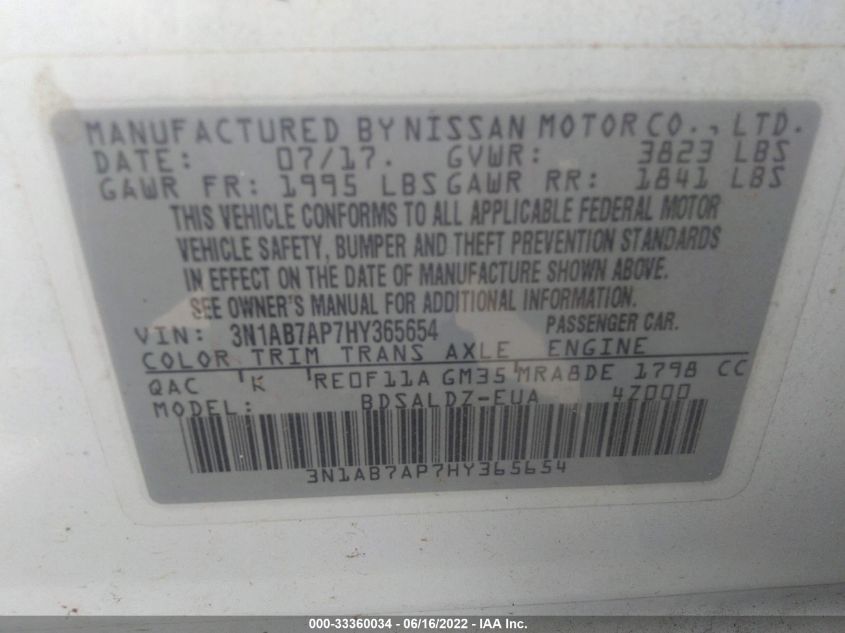 MANUFACTURED BY NISSAN MOTOR CO., LTD.
DATE: 07/17. GVWR: 3823 LBS
GAWR FR: 1995 LBS GAWR RR: 1841 LBS
THIS VEHICLE CONFORMS TO ALL APPLICABLE FEDERAL MOTOR
VEHICLE SAFETY, BUMPER AND THEFT PREVENTION STANDARDS
IN EFFECT ON THE DATE OF MANUFACTURE SHOWN ABOVE.
SEE OWNER'S MANUAL FOR ADDITIONAL INFORMATION.
VIN: 3N1AB7AP7HY365654 PASSENGER CAR.
COLOR TRIM TRANS AXLE ENGINE
QAC K RE0F11A GM35 MRA8DE 1798 CC
MODEL: BDSALDZ-EUA 4Z000
3N1AB7AP7HY365654
000-33360034 - 06/16/2022 - IAA Inc.